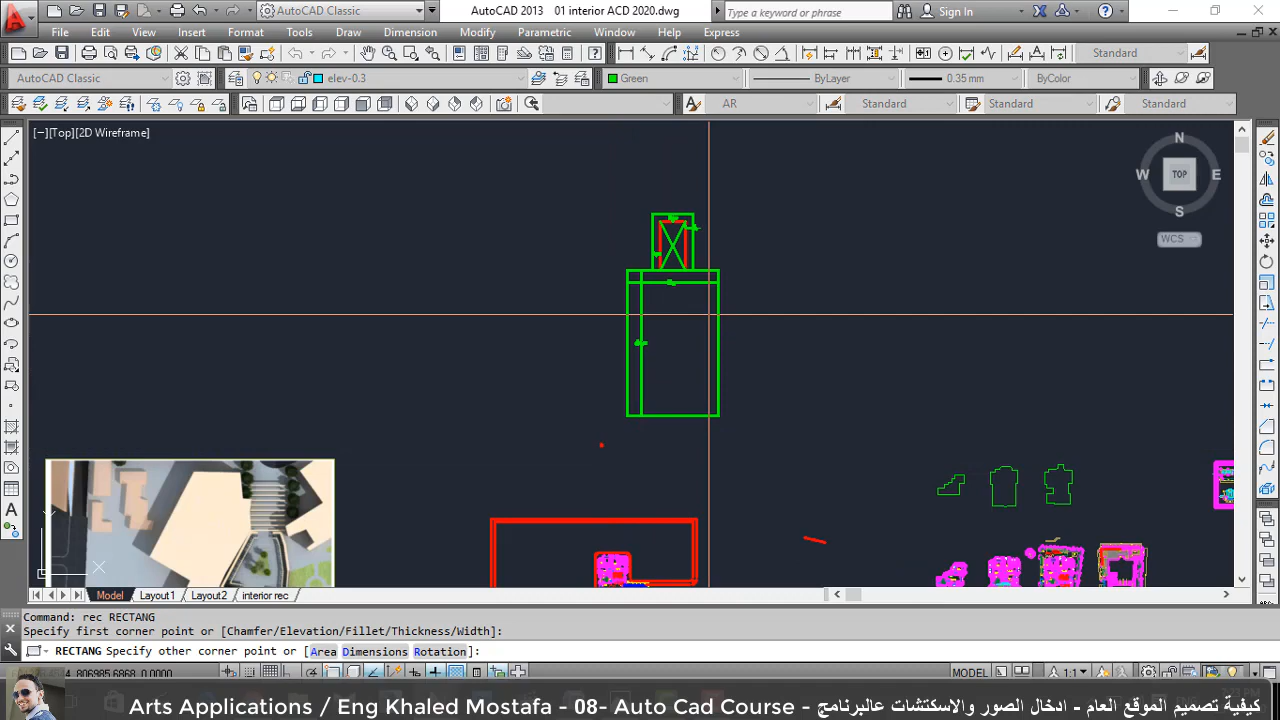 AutoCAD Classic
AutoCAD 2013 01 interior ACD 2020.dwg
Type a keyword or phrase
Sign In
File Edit View Insert Format Tools Draw Dimension Modify Parametric Window Help Express
Standard
AutoCAD Classic
elev-0.3
Green
ByLayer
0.35 mm
ByColor
AR
Standard
Standard
Standard
[−][Top][2D Wireframe]
N
W TOP E
S
WCS
Y
X
Model Layout1 Layout2 interior rec
Command: rec RECTANG
Specify first corner point or [Chamfer/Elevation/Fillet/Thickness/Width]:
RECTANG Specify other corner point or [Area Dimensions Rotation]:
MODEL 1:1
Arts Applications / Eng Khaled Mostafa - 08- Auto Cad Course - كيفية تصميم الموقع العام - ادخال الصور والاسكتشات عالبرنامج